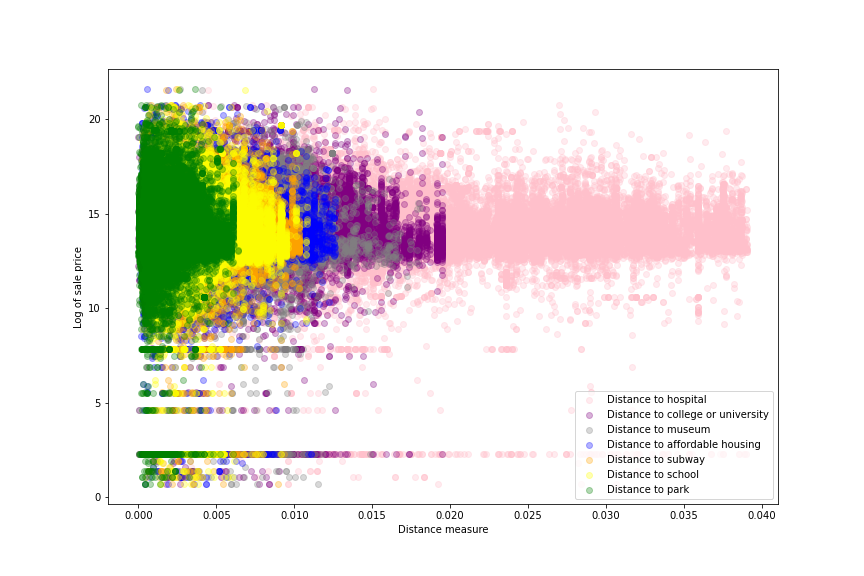 20
15
10
5
0
Log of sale price
0.000 0.005 0.010 0.015 0.020 0.025 0.030 0.035 0.040
Distance measure
Distance to hospital
Distance to college or university
Distance to museum
Distance to affordable housing
Distance to subway
Distance to school
Distance to park